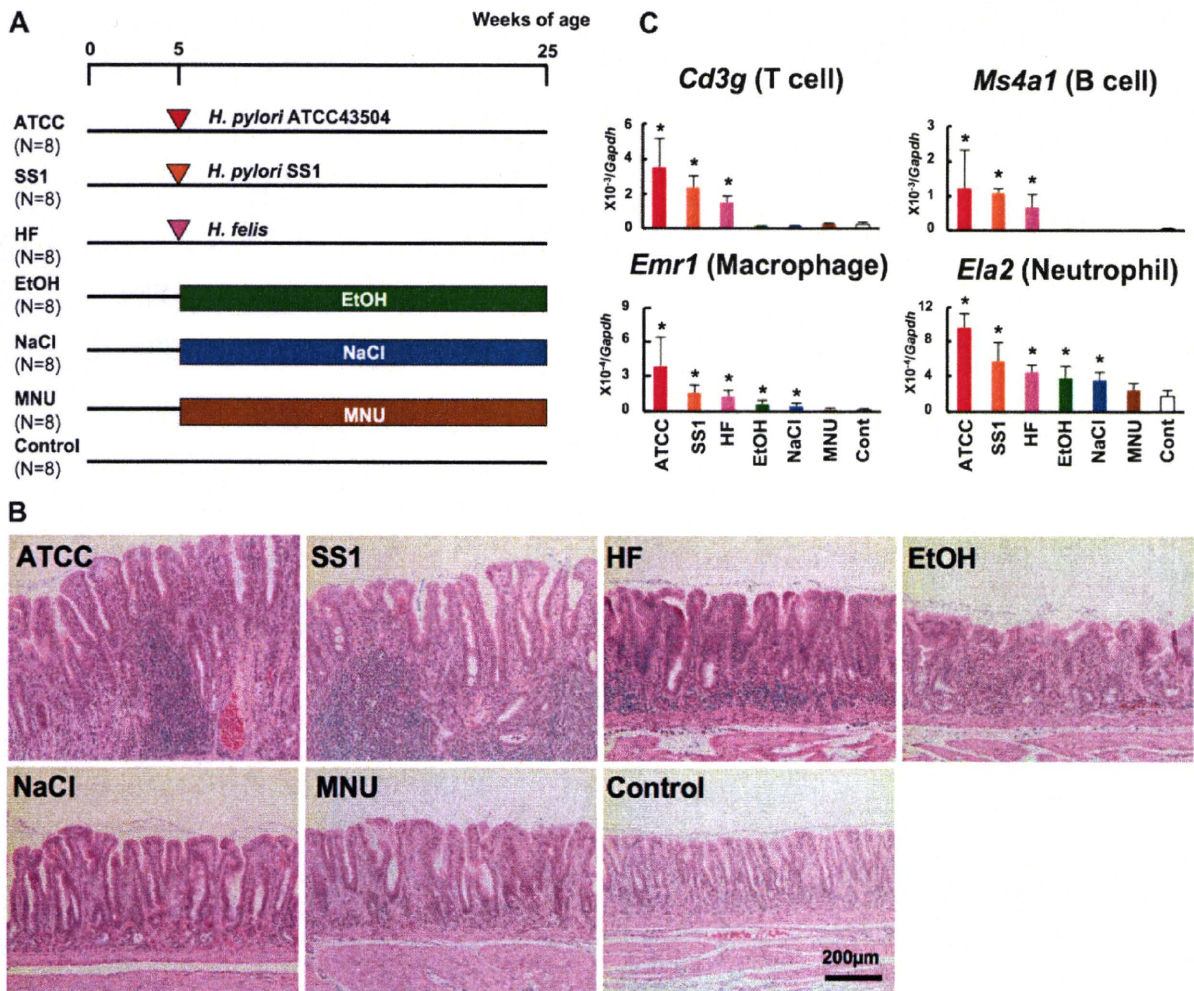 A
Weeks of age
0 5 25
ATCC
(N=8)
H. pylori ATCC43504
SS1
(N=8)
H. pylori SS1
HF
(N=8)
H. felis
EtOH
(N=8)
EtOH
NaCl
(N=8)
NaCl
MNU
(N=8)
MNU
Control
(N=8)
C
Cd3g (T cell)
X10⁻³/Gapdh
6
4
2
0
* * *
Ms4a1 (B cell)
X10⁻³/Gapdh
3
2
1
0
* * *
Emr1 (Macrophage)
X10⁻⁴/Gapdh
9
6
3
0
* * * * *
ATCC SS1 HF EtOH NaCl MNU Cont
Ela2 (Neutrophil)
X10⁻⁴/Gapdh
12
8
4
0
* * * * *
ATCC SS1 HF EtOH NaCl MNU Cont
B
ATCC SS1 HF EtOH
NaCl MNU Control
200µm